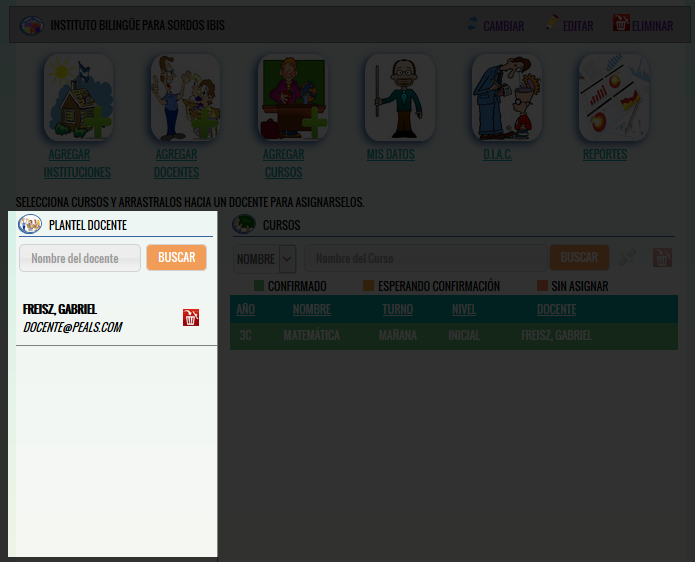 INSTITUTO BILINGÜE PARA SORDOS IBIS
CAMBIAR
EDITAR
ELIMINAR
AGREGAR
INSTITUCIONES
AGREGAR
DOCENTES
AGREGAR
CURSOS
MIS DATOS
D.I.A.C.
REPORTES
SELECCIONA CURSOS Y ARRASTRALOS HACIA UN DOCENTE PARA ASIGNARSELOS.
PLANTEL DOCENTE
Nombre del docente BUSCAR
FREISZ, GABRIEL
DOCENTE@PEALS.COM
CURSOS
NOMBRE Nombre del Curso BUSCAR
CONFIRMADO ESPERANDO CONFIRMACIÓN SIN ASIGNAR
AÑO NOMBRE TURNO NIVEL DOCENTE
3C MATEMÁTICA MAÑANA INICIAL FREISZ, GABRIEL